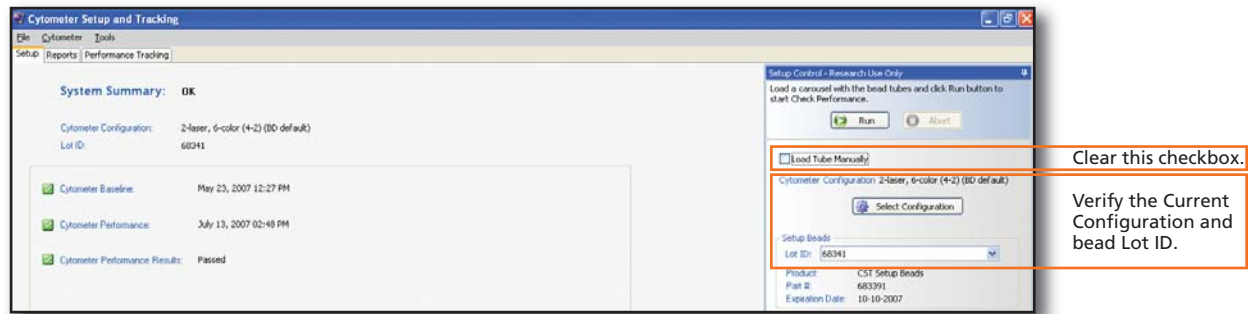 Cytometer Setup and Tracking
File Cytometer Tools
Setup Reports Performance Tracking
System Summary: OK
Cytometer Configuration: 2-laser, 6-color (4-2) (BD default)
Lot ID: 68341
Cytometer Baseline: May 23, 2007 12:27 PM
Cytometer Performance: July 13, 2007 02:48 PM
Cytometer Performance Results: Passed
Setup Control - Research Use Only
Load a carousel with the bead tubes and click Run button to
start Check Performance.
Run Abort
Load Tube Manually
Cytometer Configuration 2-laser, 6-color (4-2) (BD default)
Select Configuration
Setup Beads
Lot ID: 68341
Product: CST Setup Beads
Part #: 683391
Expiration Date: 10-10-2007
Clear this checkbox.
Verify the Current
Configuration and
bead Lot ID.